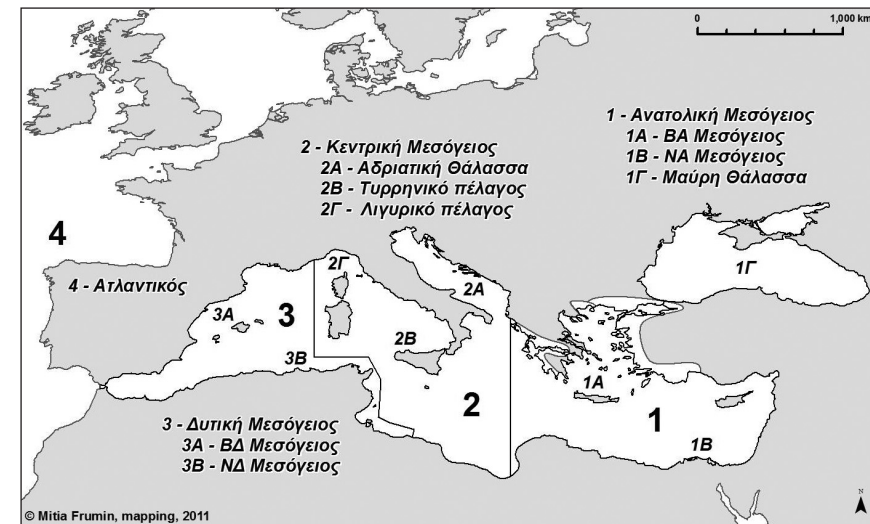 0 1,000 km
1 - Ανατολική Μεσόγειος
1Α - ΒΑ Μεσόγειος
1Β - ΝΑ Μεσόγειος
1Γ - Μαύρη Θάλασσα
2 - Κεντρική Μεσόγειος
2Α - Αδριατική Θάλασσα
2Β - Τυρρηνικό πέλαγος
2Γ - Λιγυρικό πέλαγος
4
4 - Ατλαντικός
2Γ
1Γ
2Α
3Α
3
2Β
3Β
1Α
2
1
1Β
3 - Δυτική Μεσόγειος
3Α - ΒΔ Μεσόγειος
3Β - ΝΔ Μεσόγειος
N
© Mitia Frumin, mapping, 2011